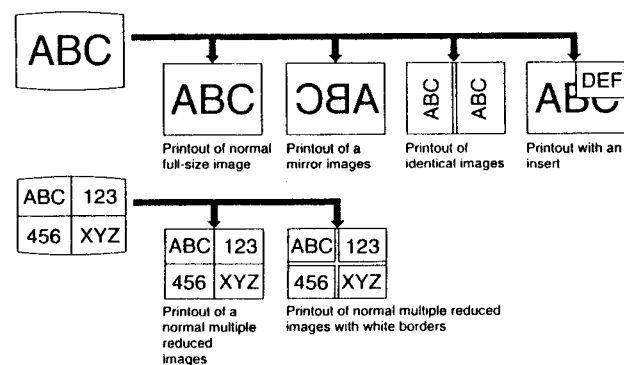 ABC
ABC
ABC
ABC
ABC
ABC
DEF
Printout of normal
full-size image
Printout of a
mirror images
Printout of
identical images
Printout with an
insert
ABC 123
456 XYZ
ABC 123
456 XYZ
ABC 123
456 XYZ
Printout of a
normal multiple
reduced
images
Printout of normal multiple reduced
images with white borders